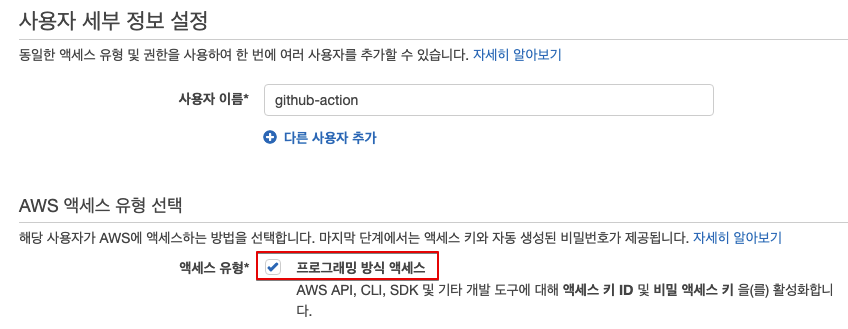 사용자 세부 정보 설정
동일한 액세스 유형 및 권한을 사용하여 한 번에 여러 사용자를 추가할 수 있습니다. 자세히 알아보기
사용자 이름* github-action
다른 사용자 추가
AWS 액세스 유형 선택
해당 사용자가 AWS에 액세스하는 방법을 선택합니다. 마지막 단계에서는 액세스 키와 자동 생성된 비밀번호가 제공됩니다. 자세히 알아보기
액세스 유형* 프로그래밍 방식 액세스
AWS API, CLI, SDK 및 기타 개발 도구에 대해 액세스 키 ID 및 비밀 액세스 키 을(를) 활성화합니
다.